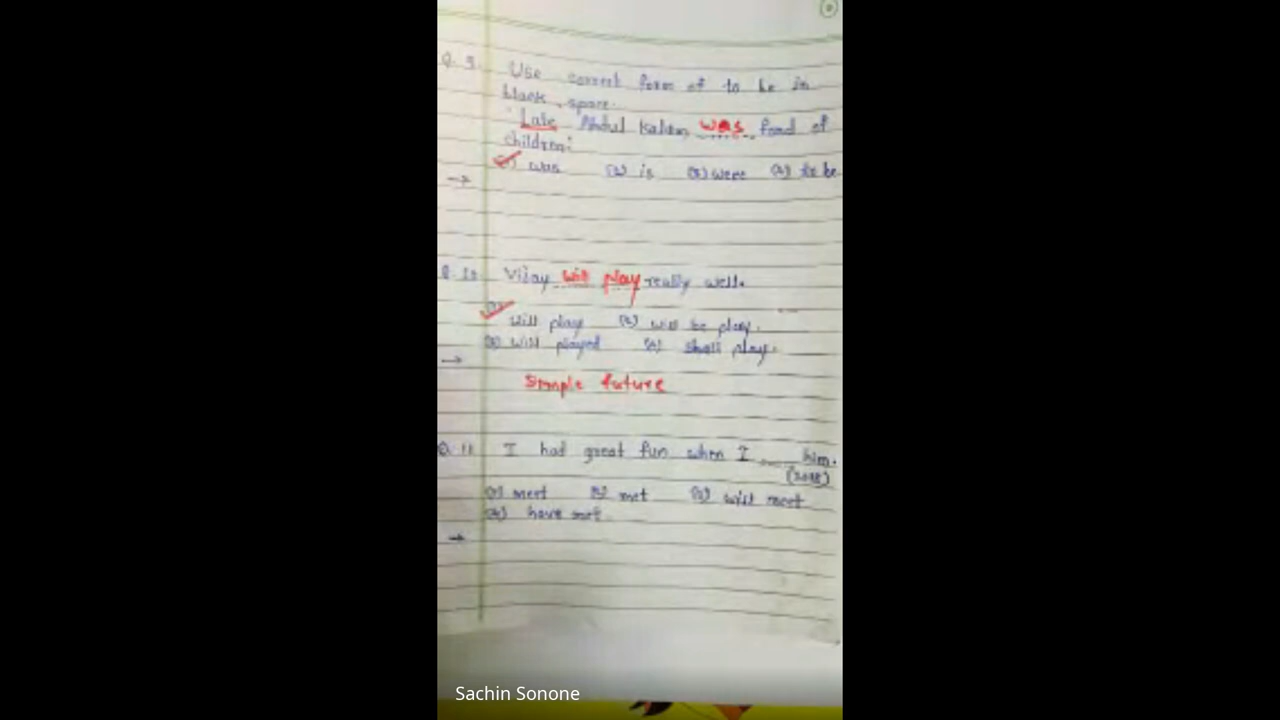 Q. 9. Use correct form of to be in
blank space.
Late Abdul Kalam was fond of
children.
(1) was (2) is (3) were (4) to be
→
Q. 10 Vijay will play really well.
(1)
will play (2) will be play.
(3) will played (4) shall play.
→
Simple future
Q. 11 I had great fun when I him.
meet (2) met (3) will meet
(4) have met.
→
Sachin Sonone